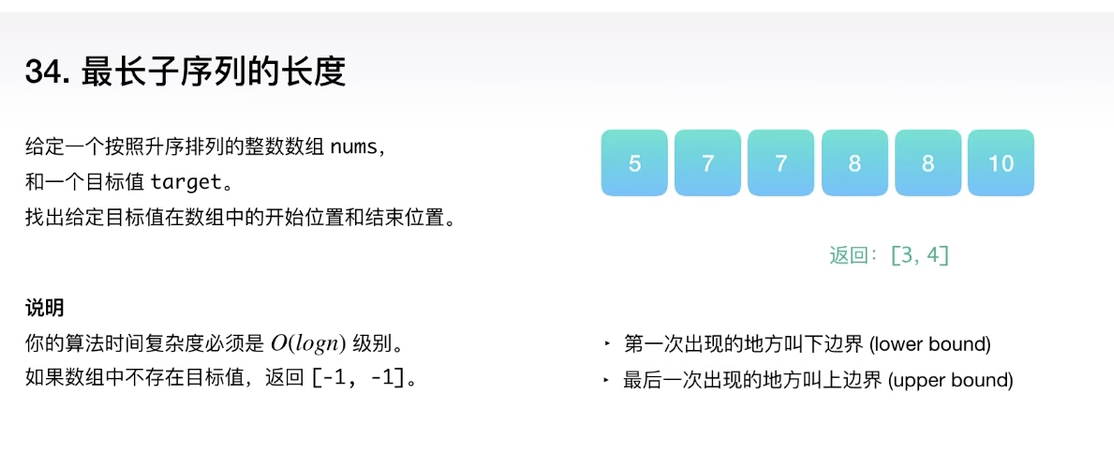 34. 最长子序列的长度
给定一个按照升序排列的整数数组 nums，
和一个目标值 target。
找出给定目标值在数组中的开始位置和结束位置。
说明
你的算法时间复杂度必须是 O(logn) 级别。
如果数组中不存在目标值，返回 [-1, -1]。
5 7 7 8 8 10
返回：[3, 4]
‣ 第一次出现的地方叫下边界 (lower bound)
‣ 最后一次出现的地方叫上边界 (upper bound)